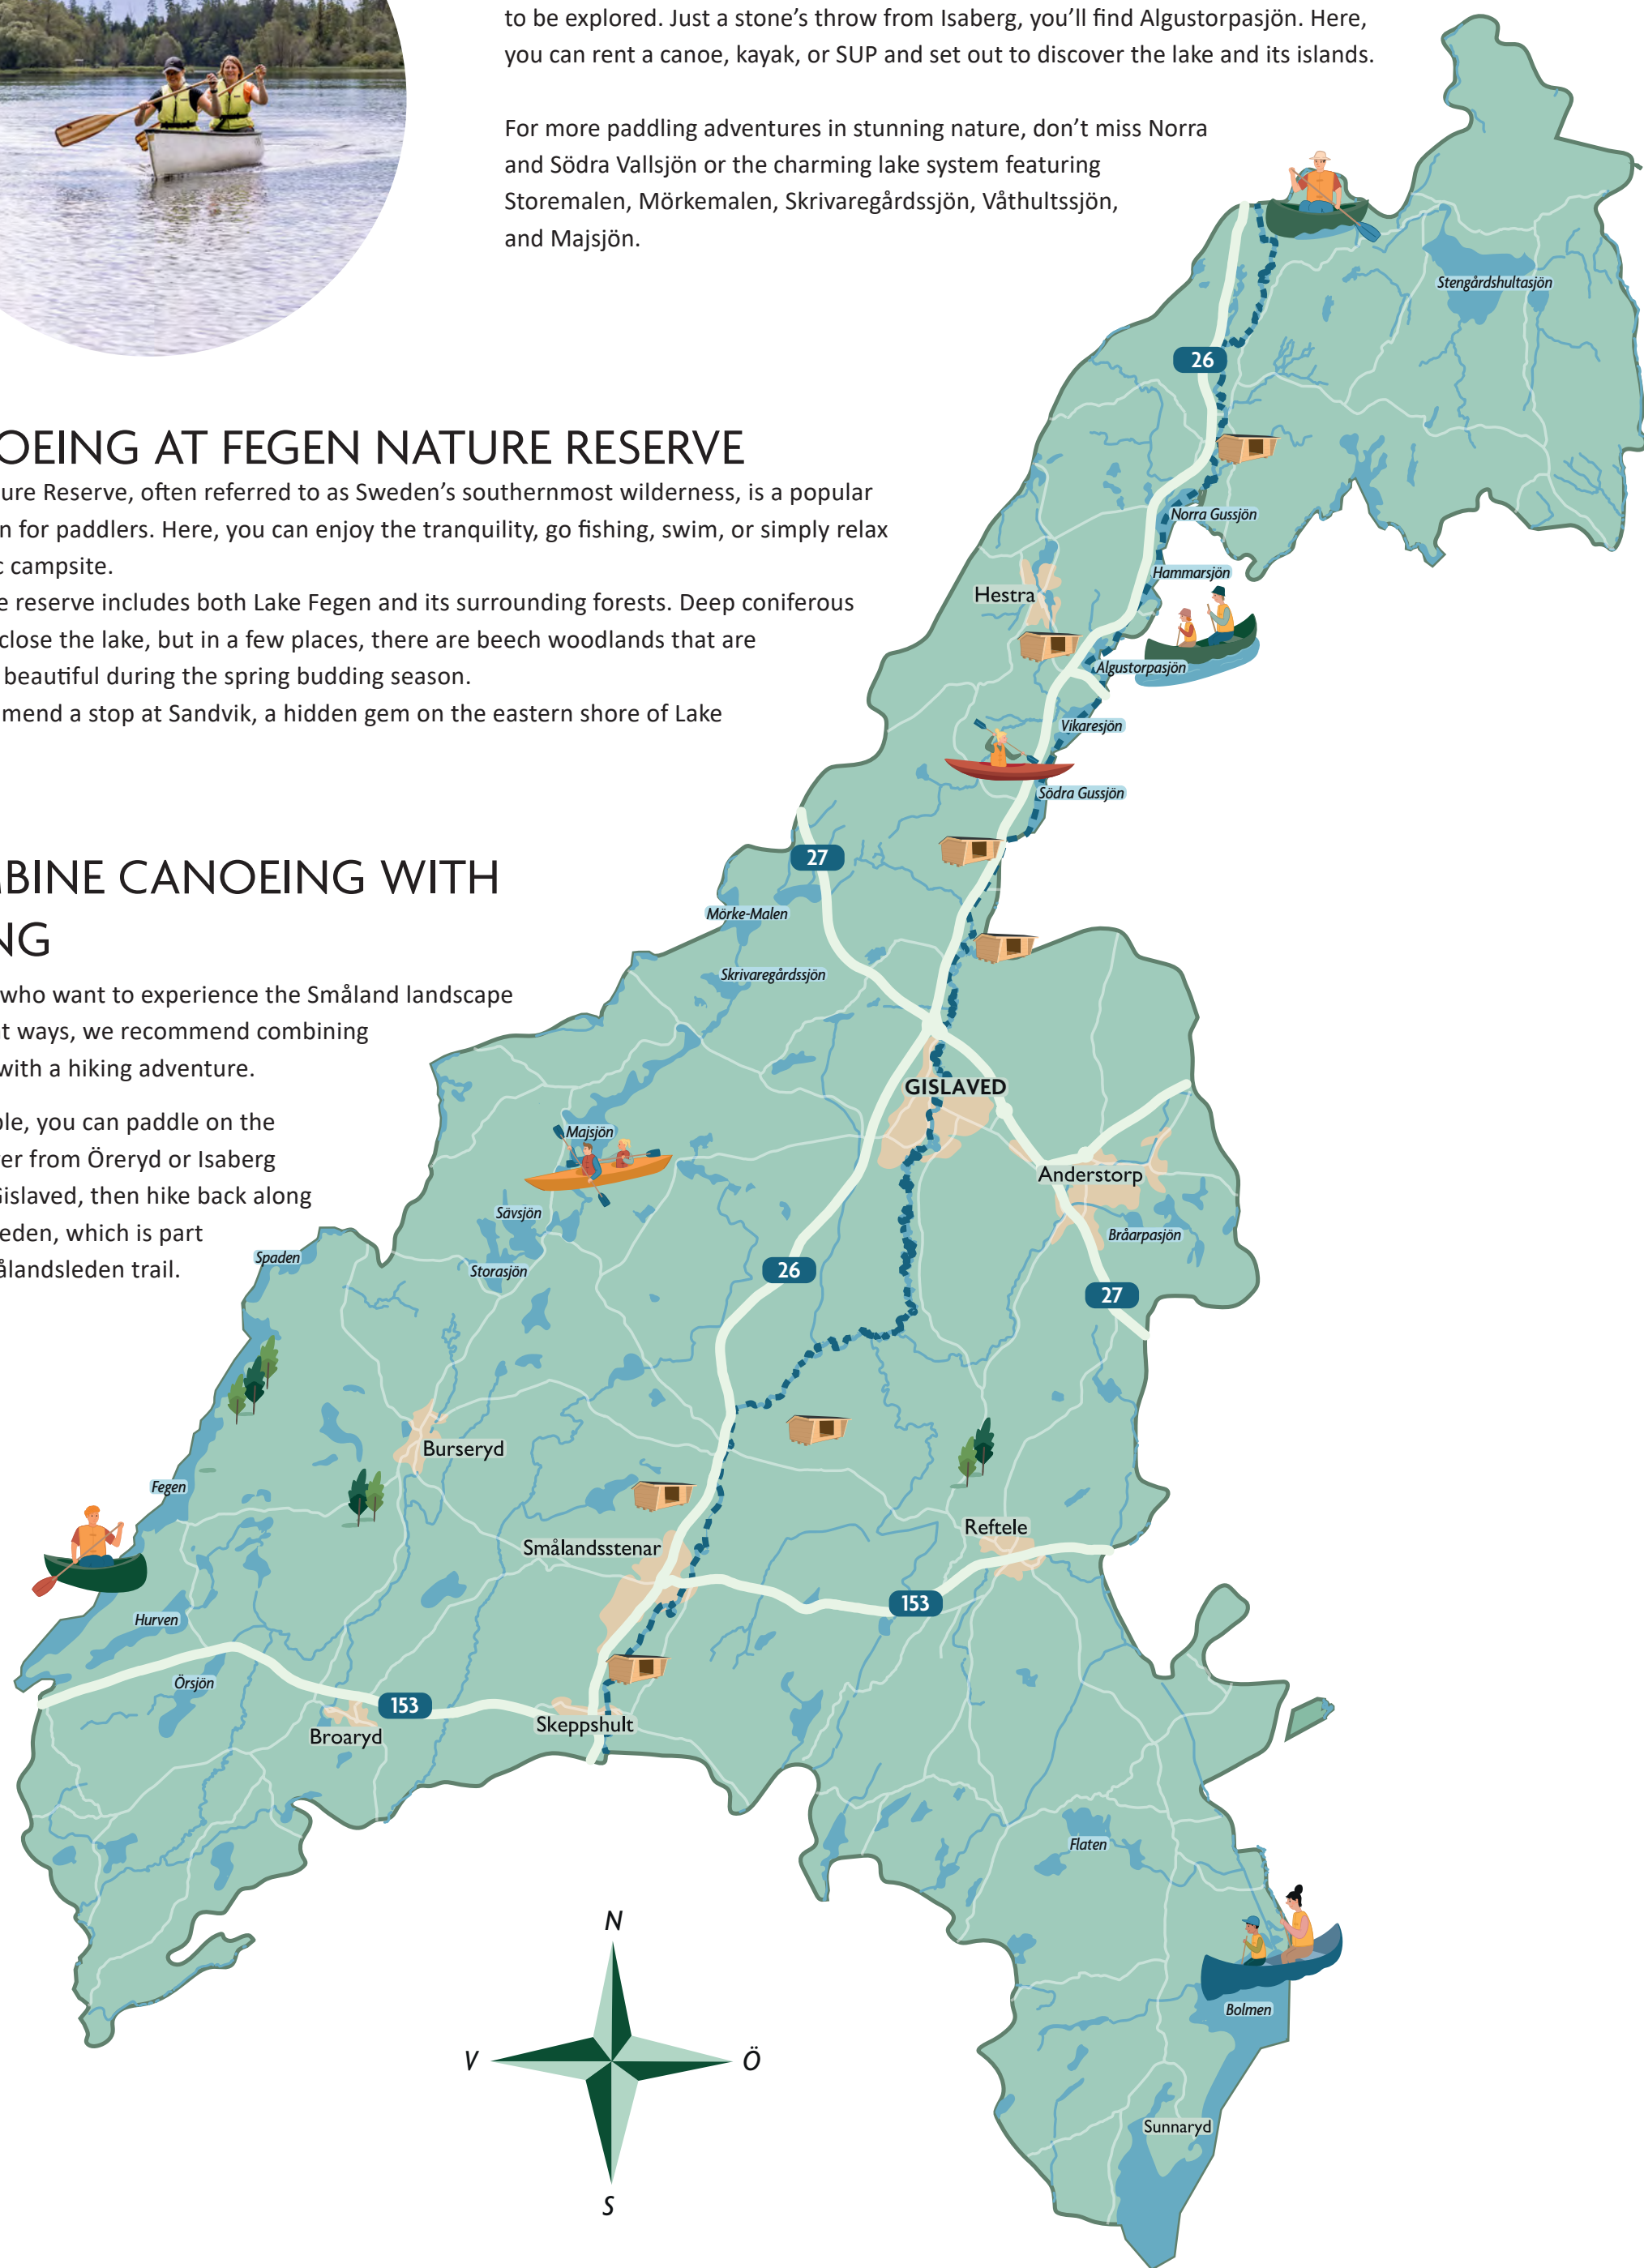 to be explored. Just a stone’s throw from Isaberg, you’ll find Algustorpasjön. Here,
you can rent a canoe, kayak, or SUP and set out to discover the lake and its islands.
For more paddling adventures in stunning nature, don’t miss Norra
and Södra Vallsjön or the charming lake system featuring
Storemalen, Mörkemalen, Skrivaregårdssjön, Våthultssjön,
and Majsjön.
OEING AT FEGEN NATURE RESERVE
ure Reserve, often referred to as Sweden’s southernmost wilderness, is a popular
n for paddlers. Here, you can enjoy the tranquility, go fishing, swim, or simply relax
c campsite.
e reserve includes both Lake Fegen and its surrounding forests. Deep coniferous
close the lake, but in a few places, there are beech woodlands that are
beautiful during the spring budding season.
mend a stop at Sandvik, a hidden gem on the eastern shore of Lake
MBINE CANOEING WITH
NG
who want to experience the Småland landscape
nt ways, we recommend combining
with a hiking adventure.
ple, you can paddle on the
er from Öreryd or Isaberg
Gislaved, then hike back along
eden, which is part
ålandsleden trail.
Stengårdshultasjön
26
Norra Gussjön
Hammarsjön
Hestra
Algustorpasjön
Vikaresjön
Södra Gussjön
27
Mörke-Malen
Skrivaregårdssjön
GISLAVED
Majsjön
Anderstorp
Sävsjön
Bråarpasjön
Spaden
Storasjön
26
27
Burseryd
Fegen
Reftele
Smålandsstenar
153
Hurven
Örsjön
153
Skeppshult
Broaryd
Flaten
N
Bolmen
V
Ö
Sunnaryd
S